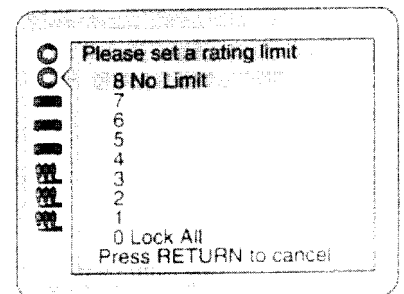 Please set a rating limit
8 No Limit
7
6
5
4
3
2
1
0 Lock All
Press RETURN to cancel